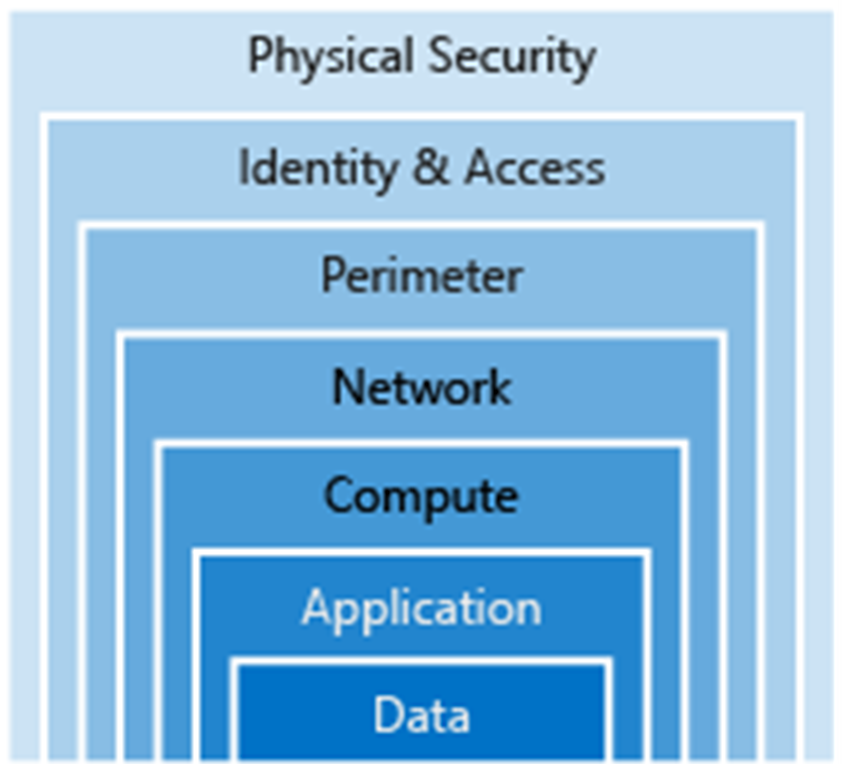 Physical Security
Identity & Access
Perimeter
Network
Compute
Application
Data